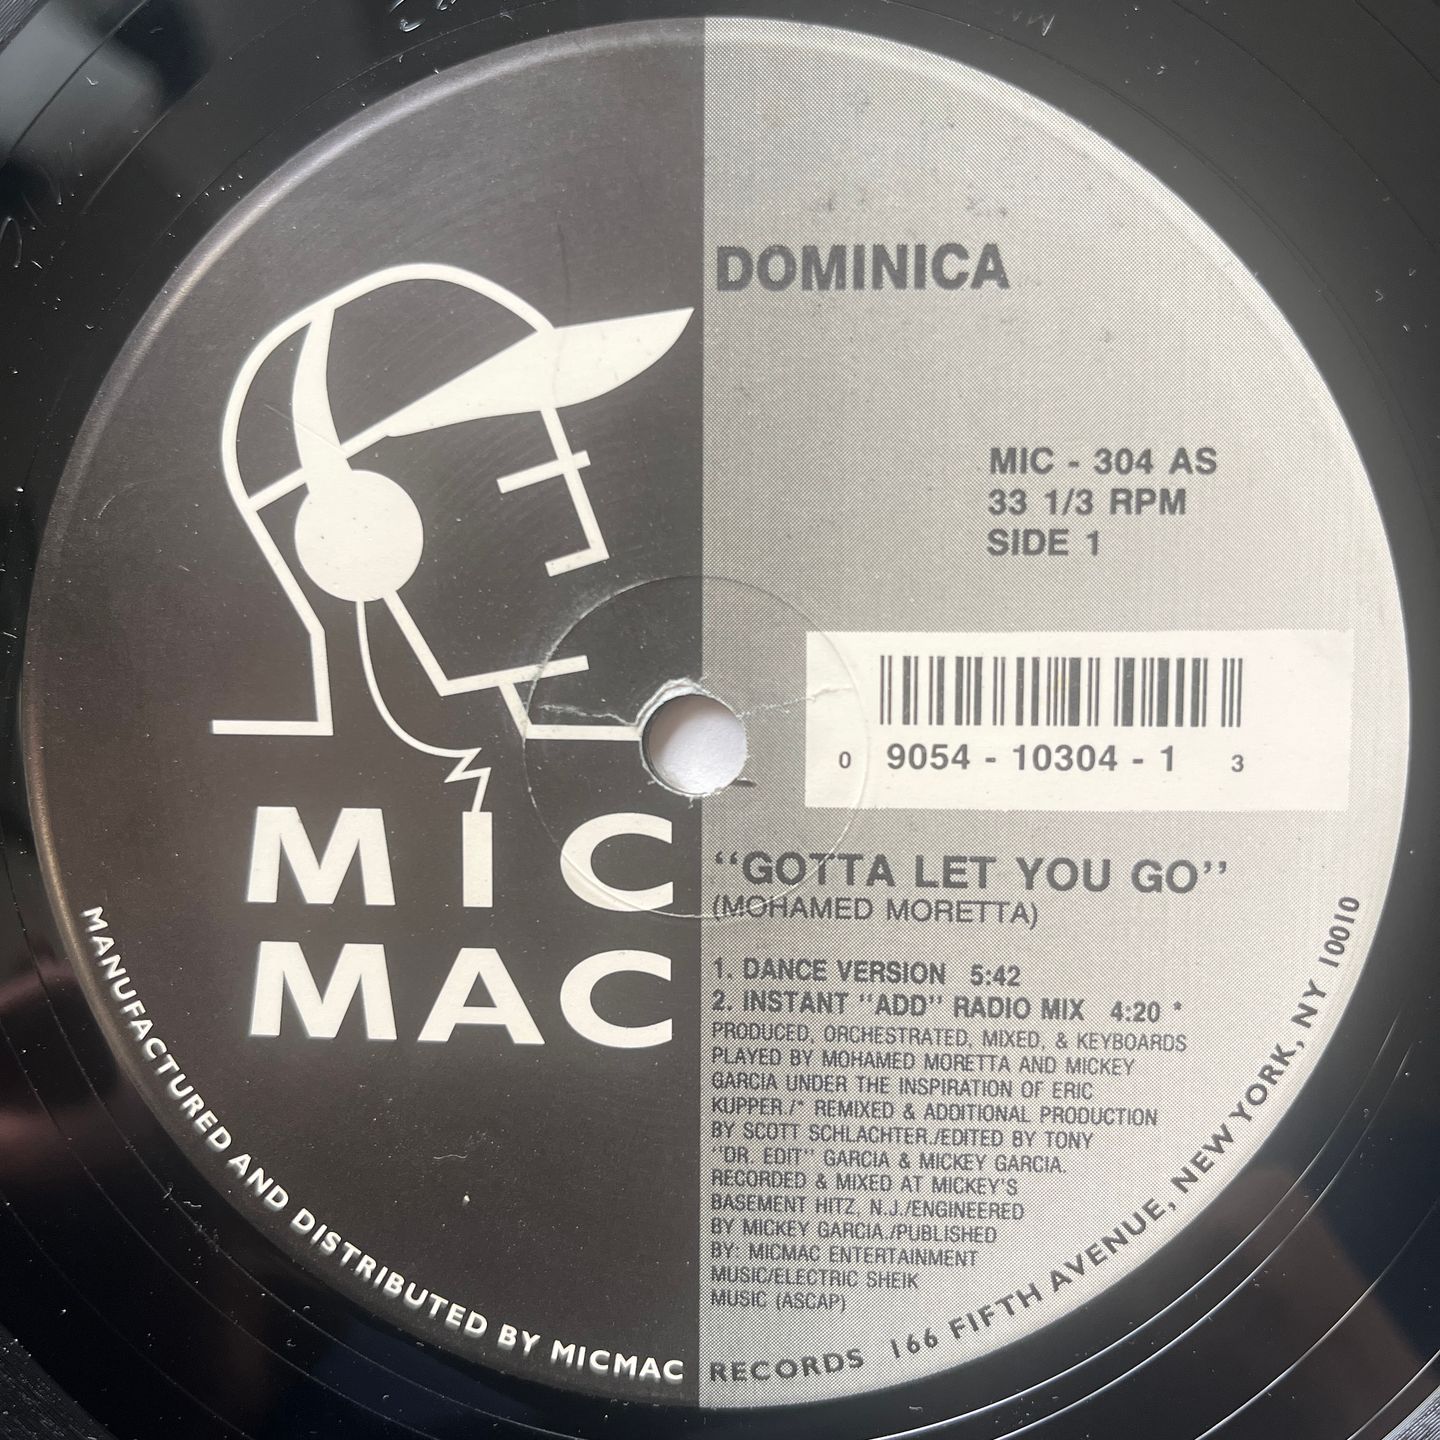 DOMINICA
MIC - 304 AS
33 1/3 RPM
SIDE 1
0 9054 - 10304 - 1 3
MIC
MAC
"GOTTA LET YOU GO"
(MOHAMED MORETTA)
1. DANCE VERSION 5:42
2. INSTANT "ADD" RADIO MIX 4:20 *
PRODUCED, ORCHESTRATED, MIXED, & KEYBOARDS
PLAYED BY MOHAMED MORETTA AND MICKEY
GARCIA UNDER THE INSPIRATION OF ERIC
KUPPER./* REMIXED & ADDITIONAL PRODUCTION
BY SCOTT SCHLACHTER./EDITED BY TONY
"DR. EDIT" GARCIA & MICKEY GARCIA.
RECORDED & MIXED AT MICKEY'S
BASEMENT HITZ, N.J./ENGINEERED
BY MICKEY GARCIA./PUBLISHED
BY: MICMAC ENTERTAINMENT
MUSIC/ELECTRIC SHEIK
MUSIC (ASCAP)
MANUFACTURED AND DISTRIBUTED BY MICMAC RECORDS 166 FIFTH AVENUE, NEW YORK, NY 10010